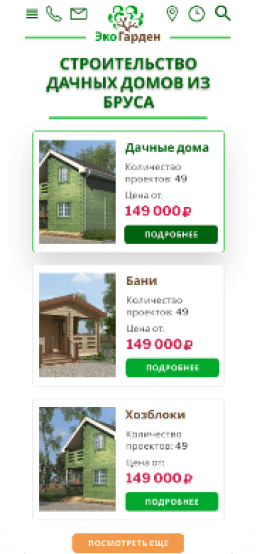 ЭкоГарден
СТРОИТЕЛЬСТВО
ДАЧНЫХ ДОМОВ ИЗ
БРУСА
Дачные дома
Количество
проектов: 49
Цена от:
149 000 ₽
ПОДРОБНЕЕ
Бани
Количество
проектов: 49
Цена от:
149 000 ₽
ПОДРОБНЕЕ
Хозблоки
Количество
проектов: 49
Цена от:
149 000 ₽
ПОДРОБНЕЕ
ПОСМОТРЕТЬ ЕЩЕ